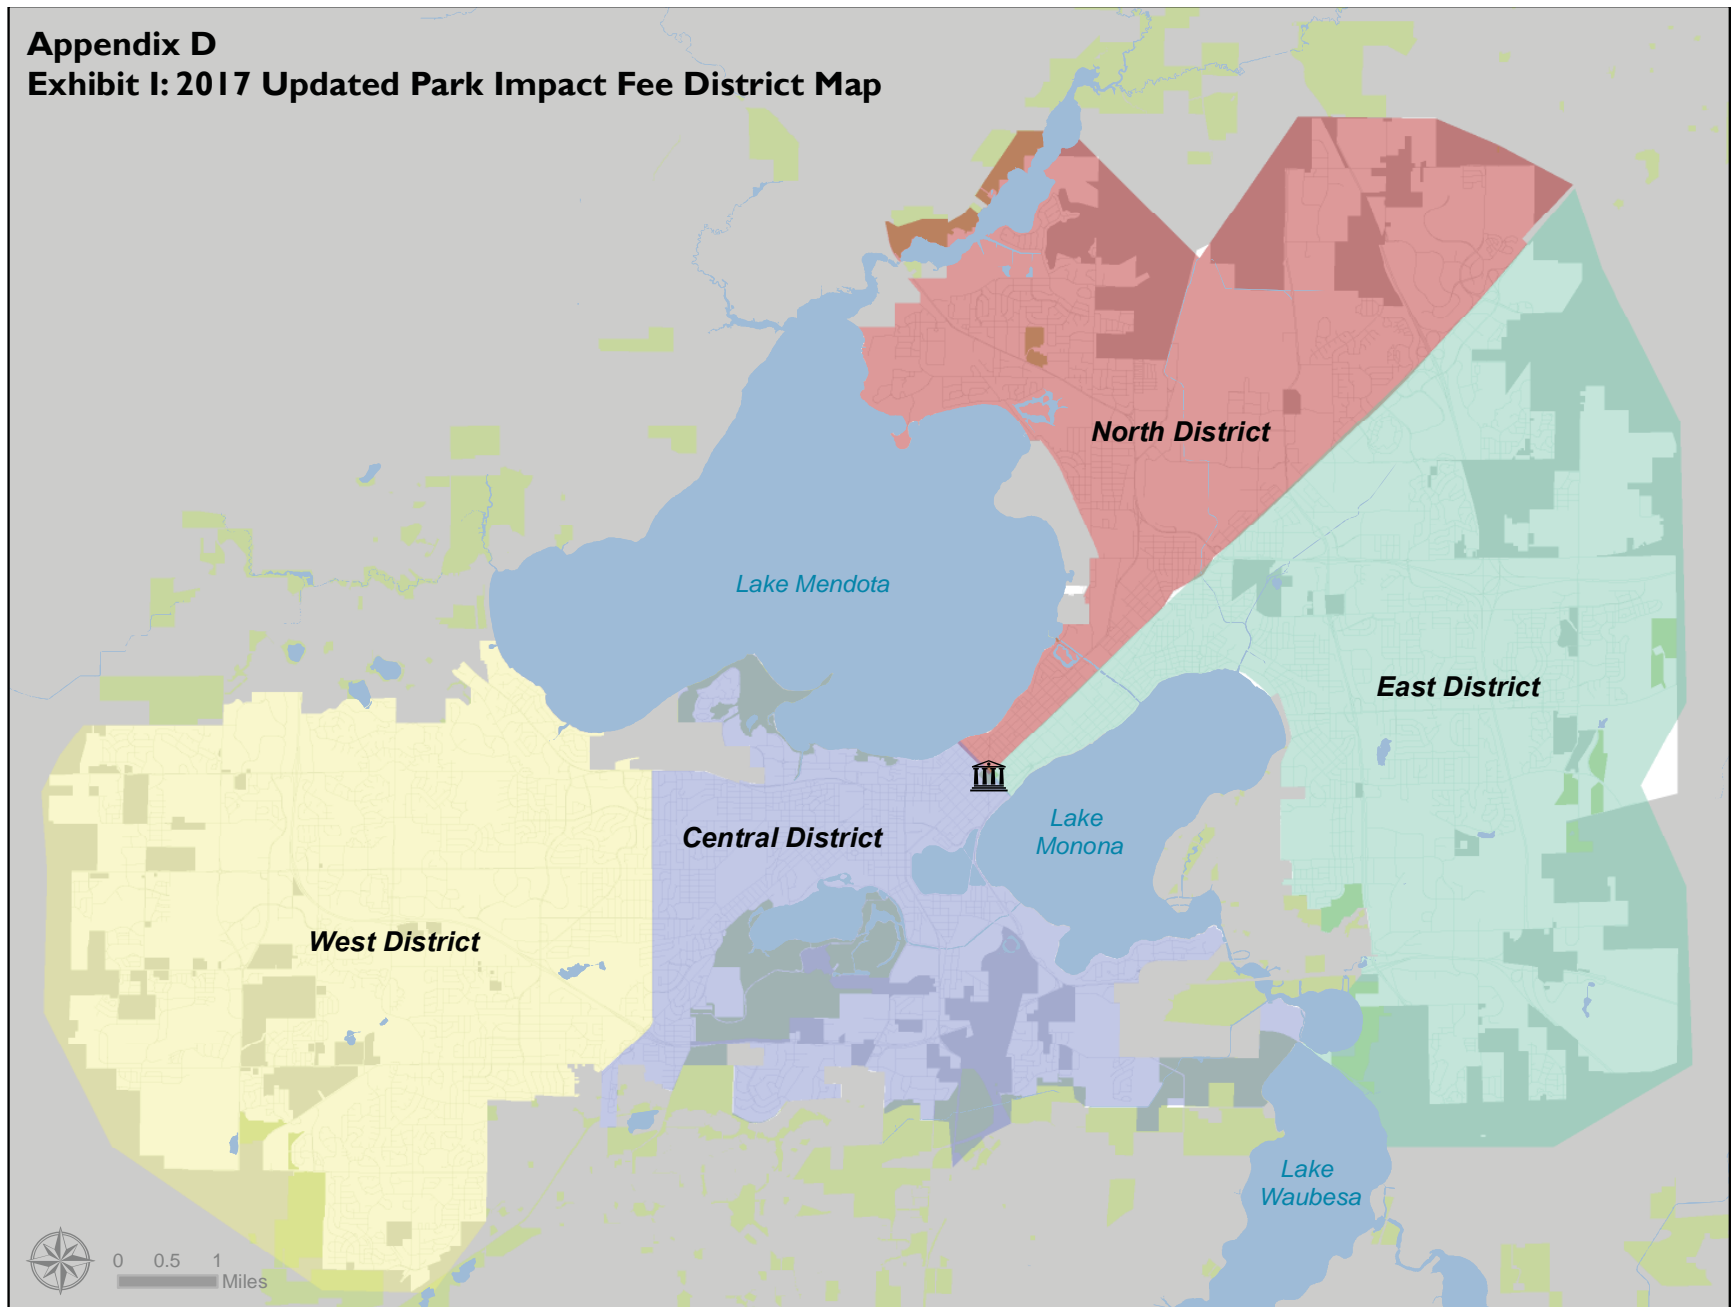 Appendix D
Exhibit I: 2017 Updated Park Impact Fee District Map
North District
Lake Mendota
East District
Lake
Monona
Central District
West District
Lake
Waubesa
0 0.5 1
Miles